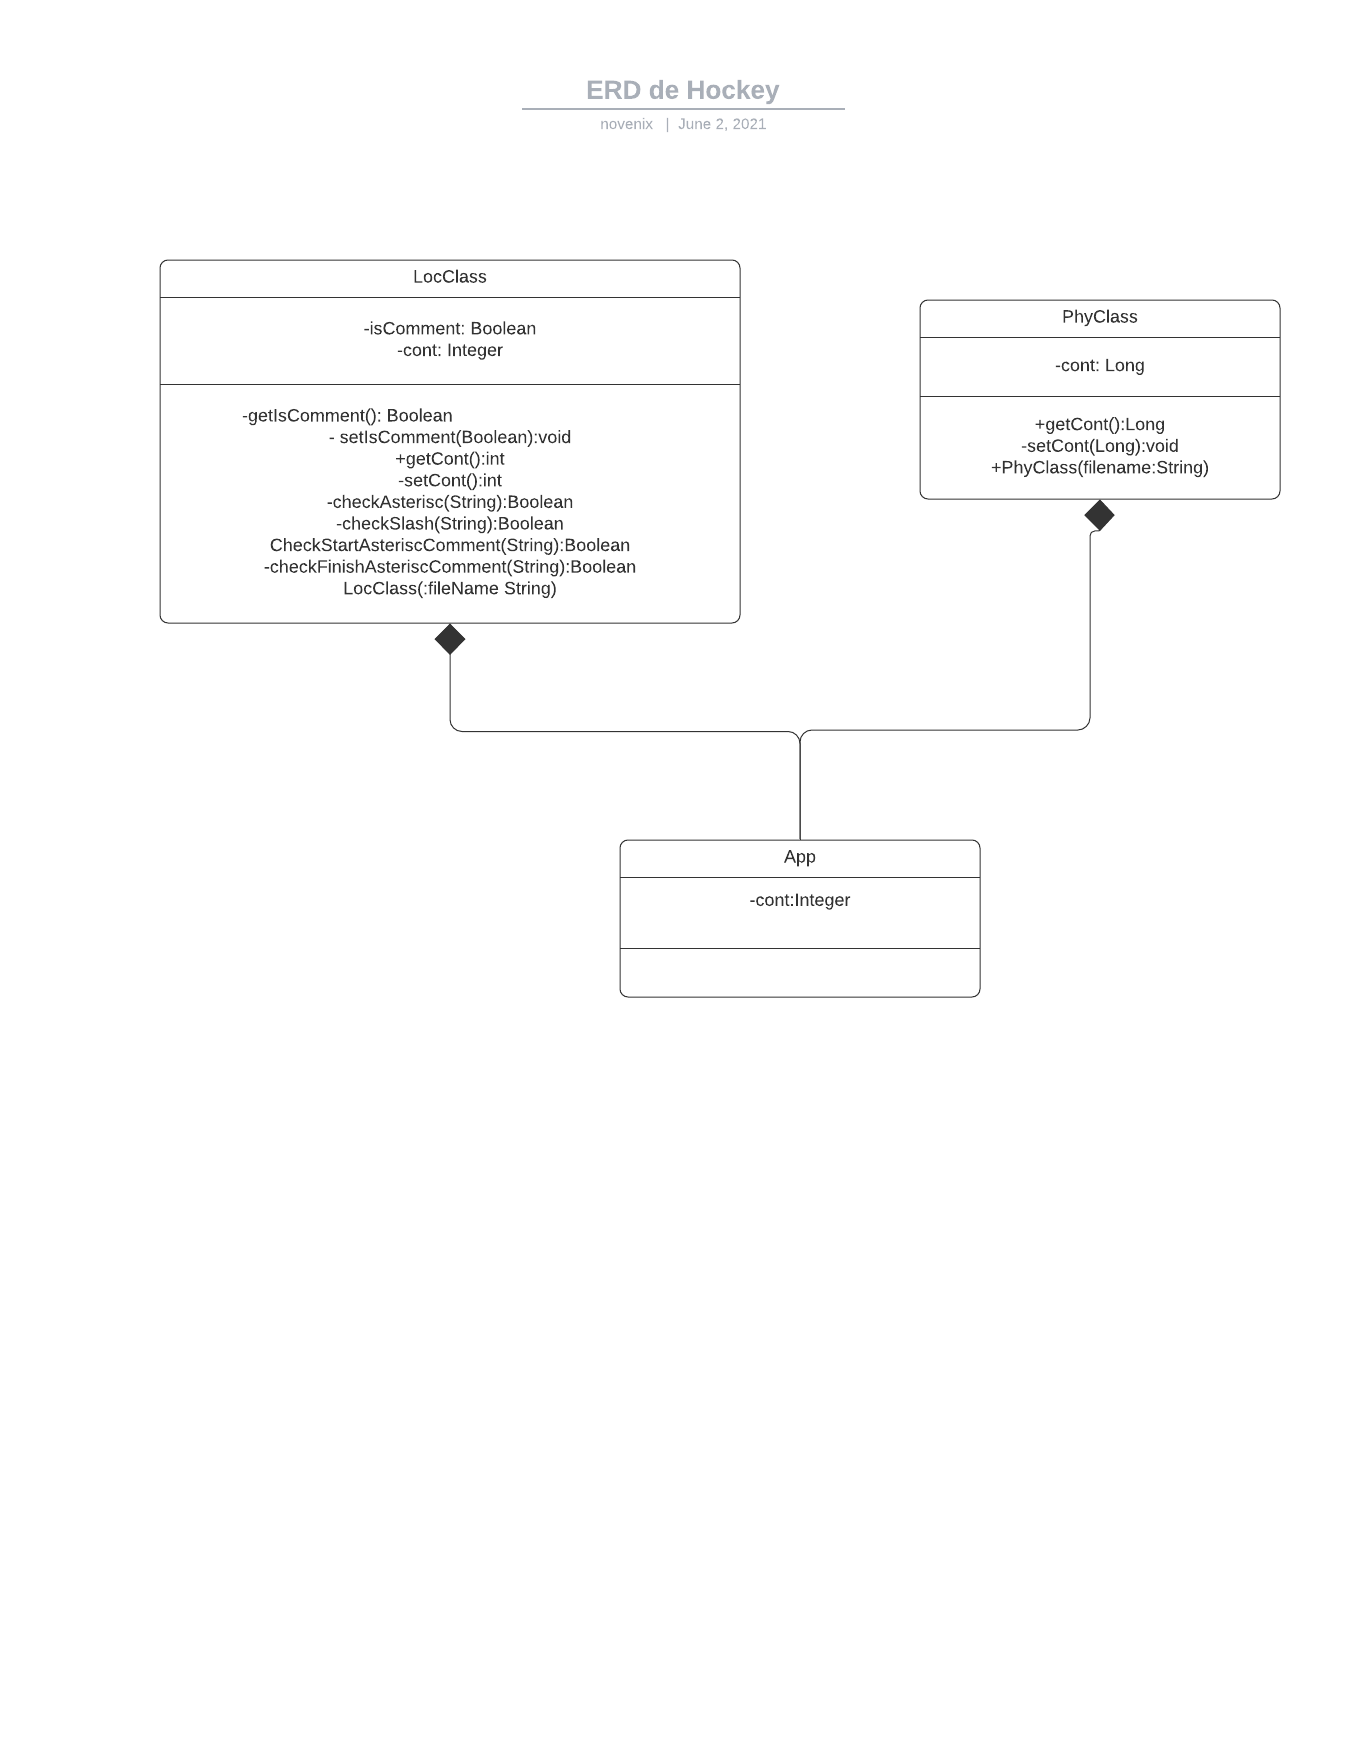 ERD de Hockey
novenix | June 2, 2021
LocClass
-isComment: Boolean
-cont: Integer
-getIsComment(): Boolean
- setIsComment(Boolean):void
+getCont():int
-setCont():int
-checkAsterisc(String):Boolean
-checkSlash(String):Boolean
CheckStartAsteriscComment(String):Boolean
-checkFinishAsteriscComment(String):Boolean
LocClass(:fileName String)
PhyClass
-cont: Long
+getCont():Long
-setCont(Long):void
+PhyClass(filename:String)
App
-cont:Integer